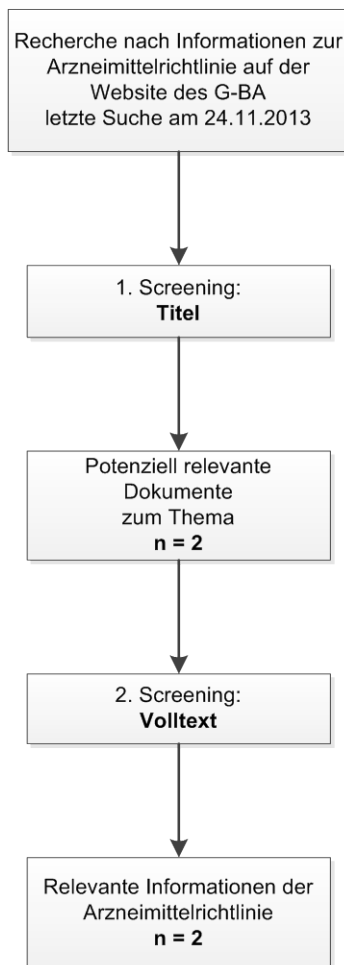 Recherche nach Informationen zur
Arzneimittelrichtlinie auf der
Website des G-BA
letzte Suche am 24.11.2013
1. Screening:
Titel
Potenziell relevante
Dokumente
zum Thema
n = 2
2. Screening:
Volltext
Relevante Informationen der
Arzneimittelrichtlinie
n = 2